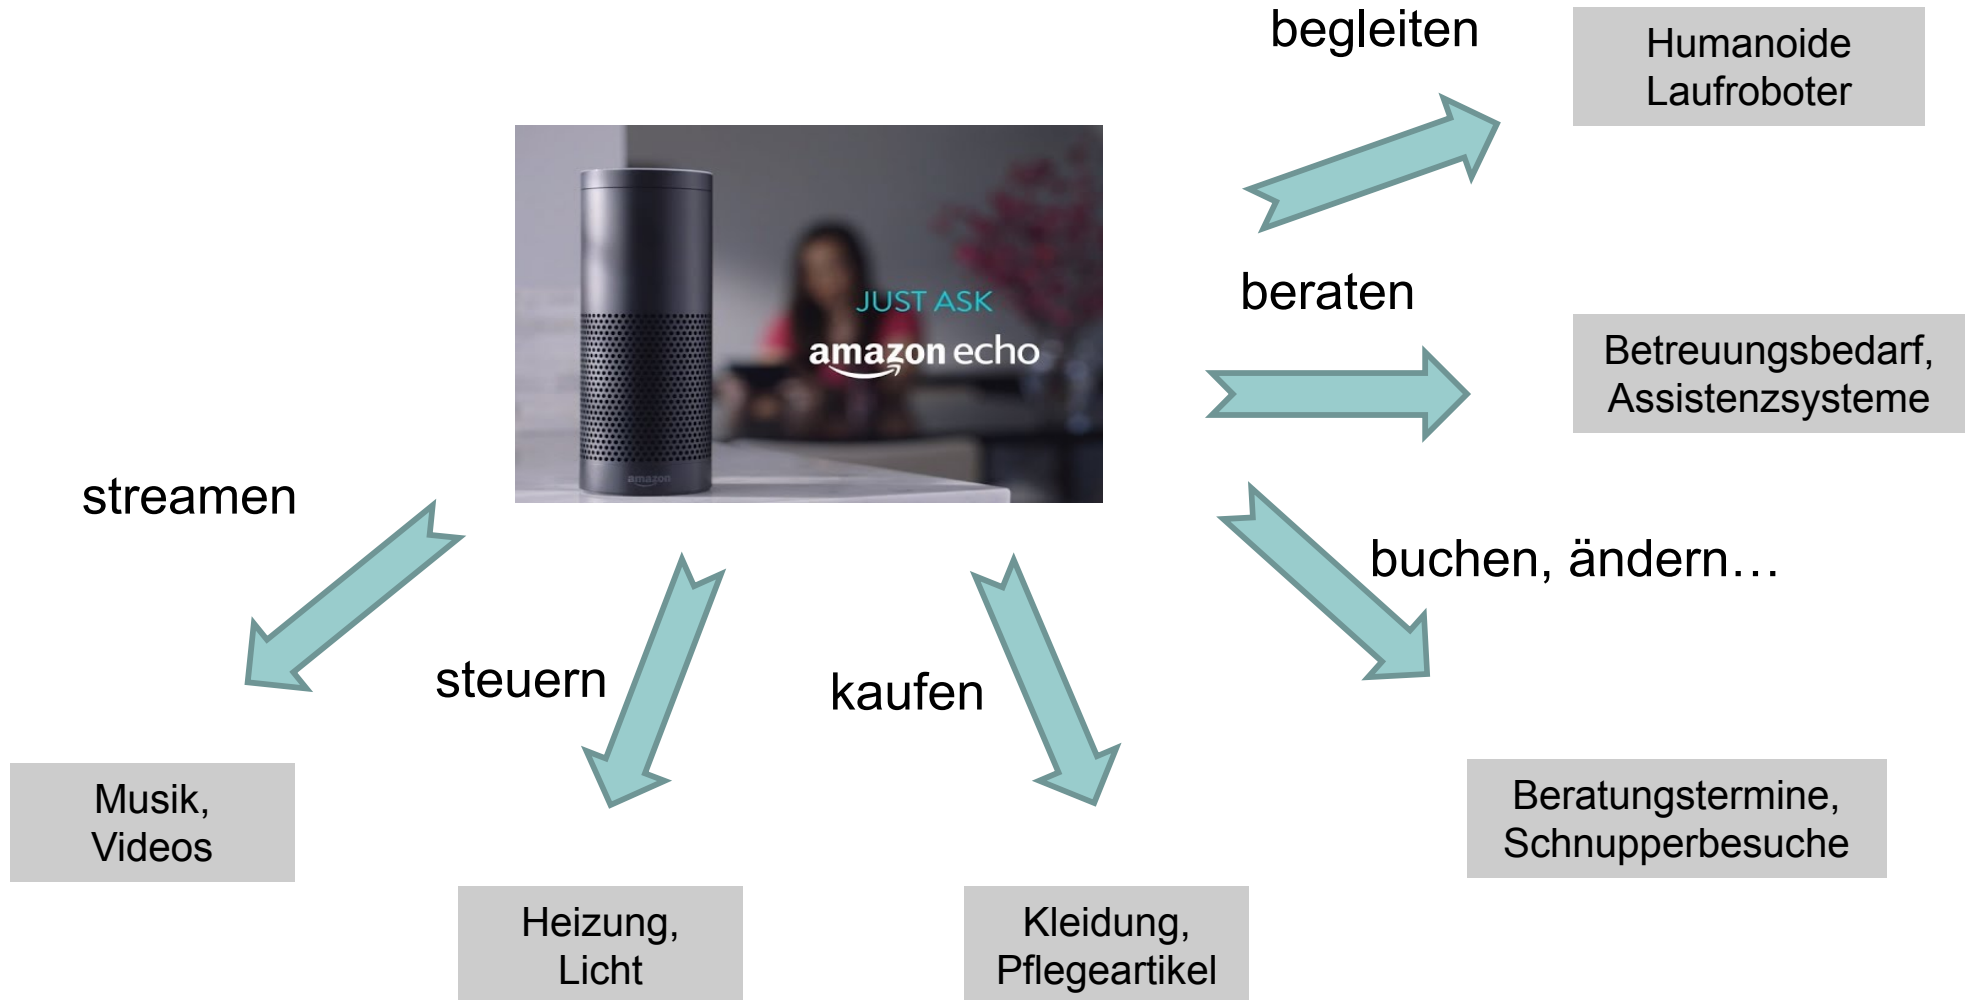 begleiten
Humanoide
Laufroboter
JUST ASK
amazon echo
amazon
beraten
Betreuungsbedarf,
Assistenzsysteme
streamen
buchen, ändern…
steuern
kaufen
Musik,
Videos
Beratungstermine,
Schnupperbesuche
Heizung,
Licht
Kleidung,
Pflegeartikel